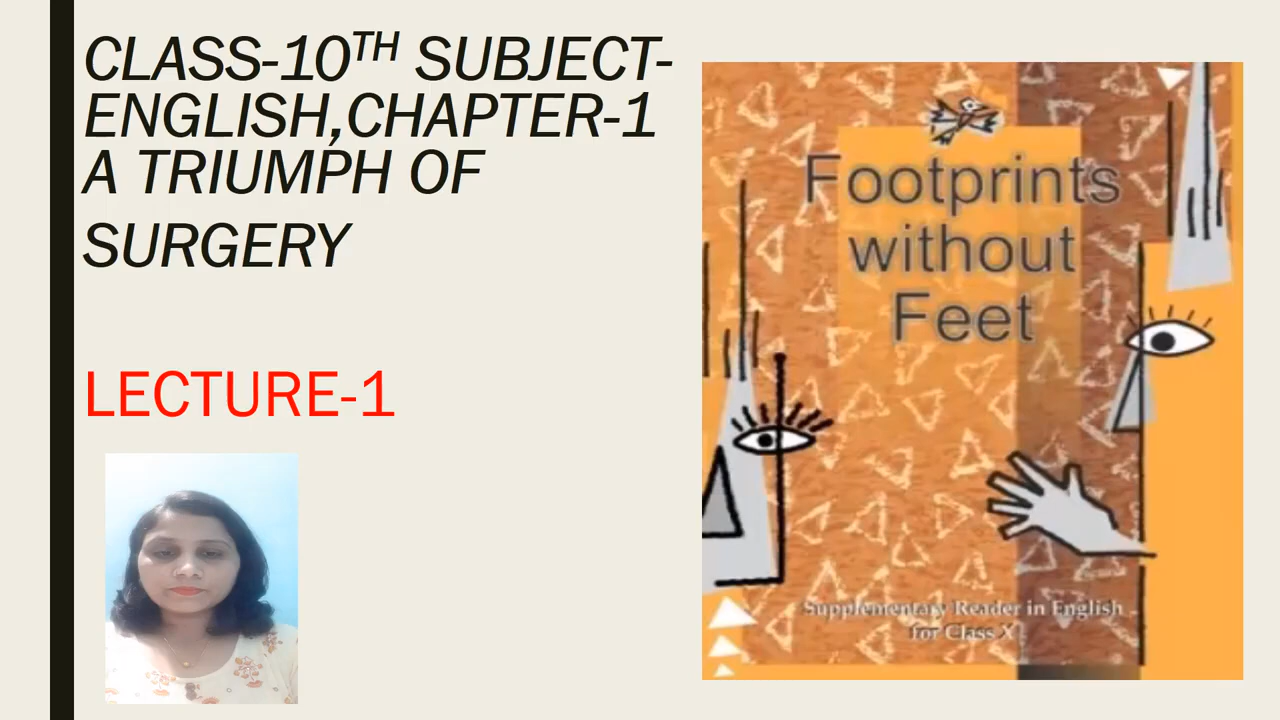 CLASS-10TH SUBJECT-
ENGLISH,CHAPTER-1
A TRIUMPH OF
SURGERY
LECTURE-1
Footprints
without
Feet
Supplementary Reader in English
for Class X